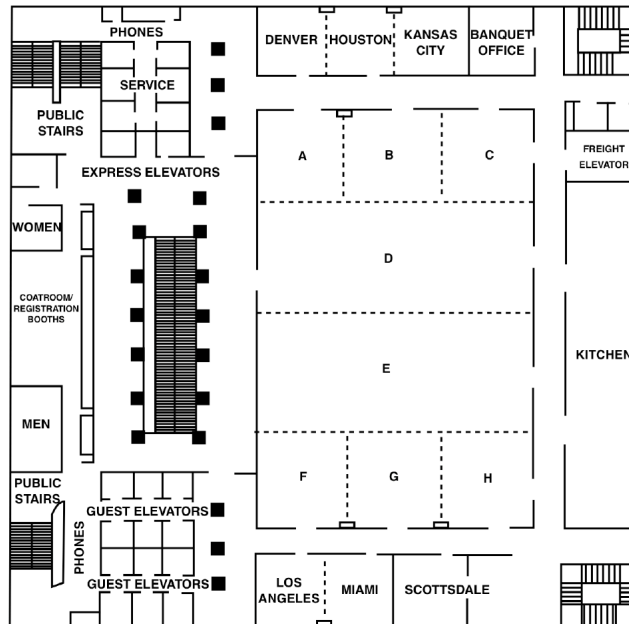 PHONES
DENVER
HOUSTON
KANSAS
CITY
BANQUET
OFFICE
SERVICE
PUBLIC
STAIRS
A
B
C
FREIGHT
ELEVATOR
EXPRESS ELEVATORS
WOMEN
D
COATROOM/
REGISTRATION
BOOTHS
KITCHEN
E
MEN
F
G
H
PUBLIC
STAIRS
GUEST ELEVATORS
PHONES
GUEST ELEVATORS
LOS
ANGELES
MIAMI
SCOTTSDALE